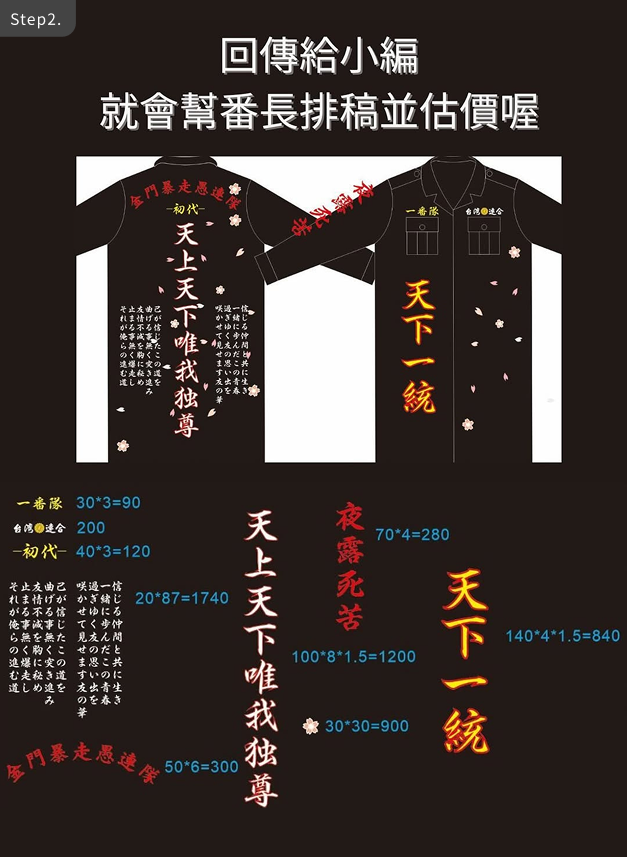 Step2.
回傳給小編
就會幫番長排稿並估價喔
金門暴走愚連隊
初代
天上天下唯我独尊
信じる仲間と共に生き
一緒に歩んだこの青春
過ぎゆく友の思い出を
咲かせて見せます友の華
己が信じたこの道を
曲げる事無く突き進み
友情不滅を胸に秘め
止まる事無く爆走し
それが俺らの進む道
夜露死苦
一番隊
台湾連合
天下一統
一番隊 30*3=90
台湾連合 200
初代 40*3=120
信じる仲間と共に生き
一緒に歩んだこの青春
過ぎゆく友の思い出を
咲かせて見せます友の華
己が信じたこの道を
曲げる事無く突き進み
友情不滅を胸に秘め
止まる事無く爆走し
それが俺らの進む道
20*87=1740
金門暴走愚連隊
50*6=300
天上天下唯我独尊
100*8*1.5=1200
夜露死苦
70*4=280
30*30=900
天下一統
140*4*1.5=840